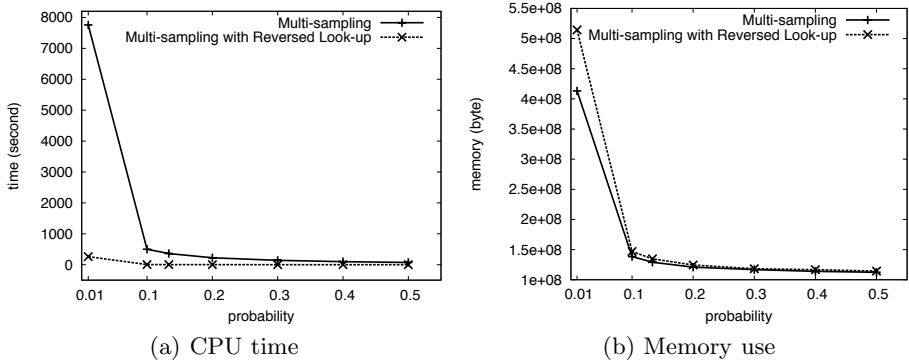 Multi-sampling
Multi-sampling with Reversed Look-up
8000
7000
6000
5000
4000
3000
2000
1000
0
time (second)
0.01 0.1 0.2 0.3 0.4 0.5
probability
(a) CPU time
Multi-sampling
Multi-sampling with Reversed Look-up
5.5e+08
5e+08
4.5e+08
4e+08
3.5e+08
3e+08
2.5e+08
2e+08
1.5e+08
1e+08
memory (byte)
0.01 0.1 0.2 0.3 0.4 0.5
probability
(b) Memory use